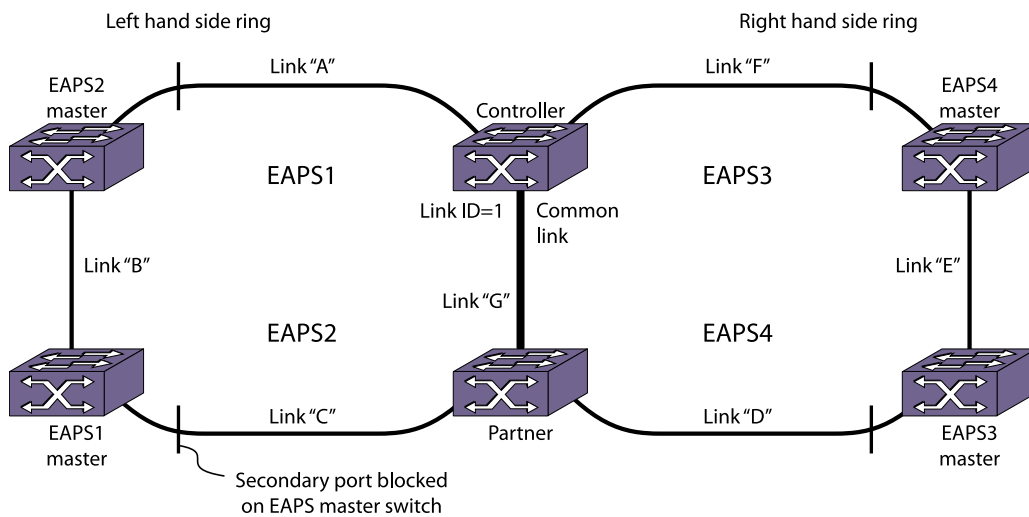 Left hand side ring
Right hand side ring
Link “A”
Link “F”
EAPS2
master
Controller
EAPS4
master
EAPS1
EAPS3
Link ID=1
Common
link
Link “B”
Link “E”
Link “G”
EAPS2
EAPS4
Link “C”
Link “D”
EAPS1
master
Partner
EAPS3
master
Secondary port blocked
on EAPS master switch